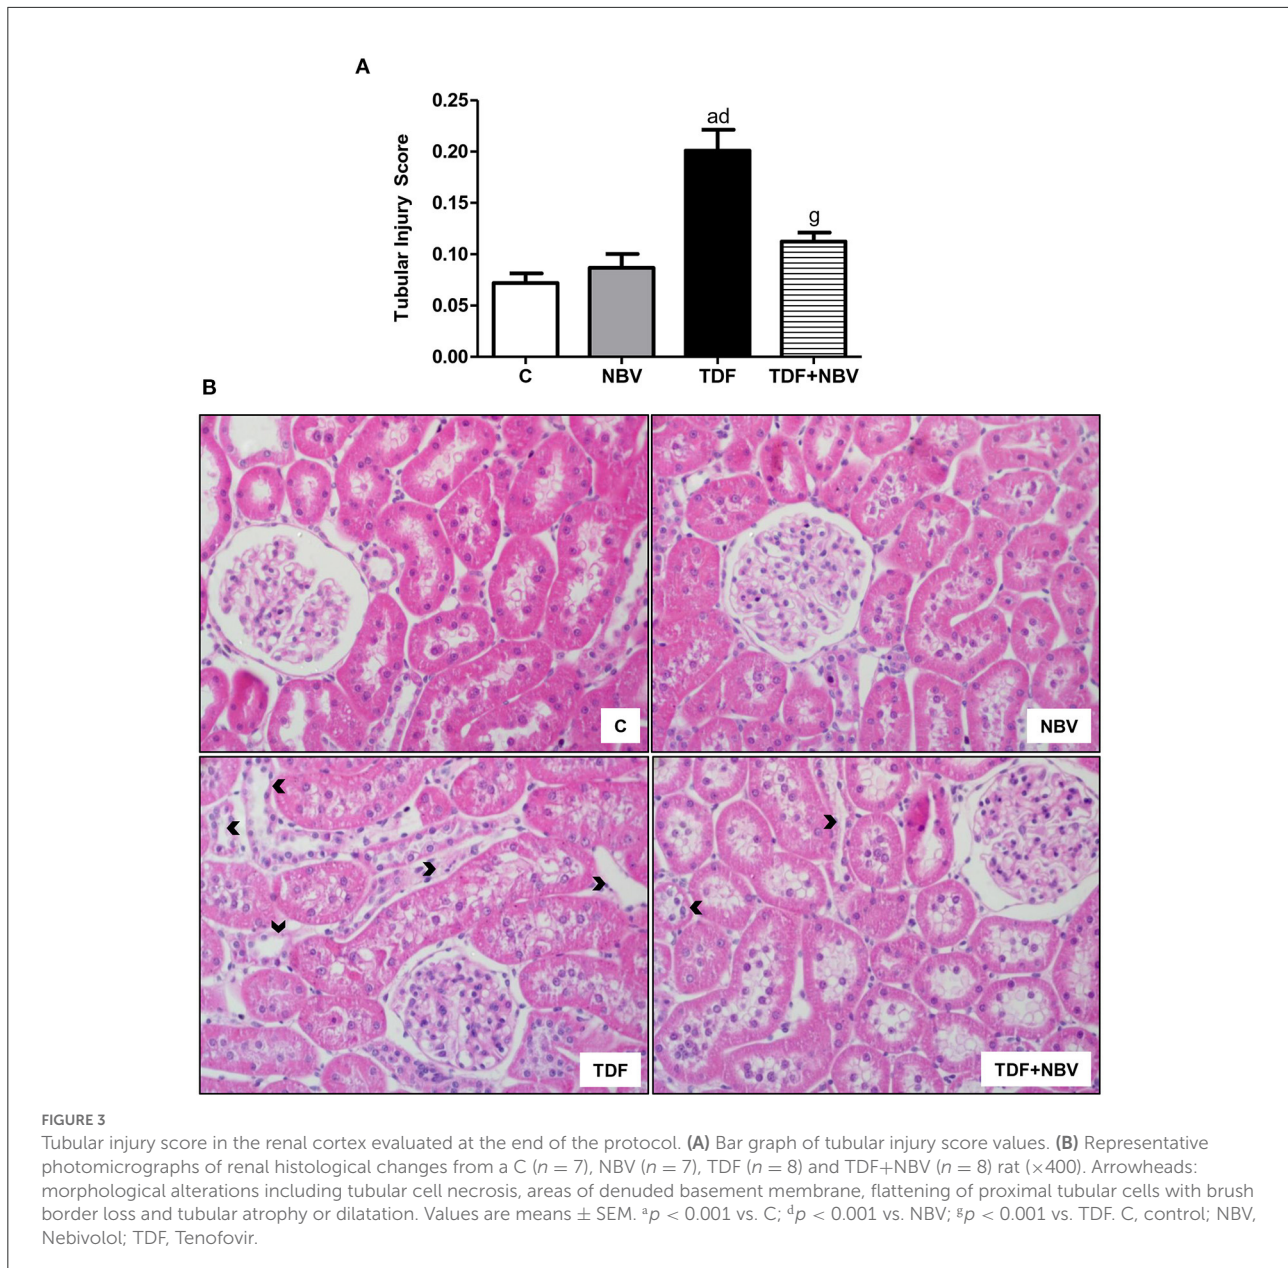 A
0.25
0.20
0.15
0.10
0.05
0.00
Tubular Injury Score
ad
g
C NBV TDF TDF+NBV
B
C
NBV
TDF
TDF+NBV
FIGURE 3
Tubular injury score in the renal cortex evaluated at the end of the protocol. (A) Bar graph of tubular injury score values. (B) Representative
photomicrographs of renal histological changes from a C (n = 7), NBV (n = 7), TDF (n = 8) and TDF+NBV (n = 8) rat (×400). Arrowheads:
morphological alterations including tubular cell necrosis, areas of denuded basement membrane, flattening of proximal tubular cells with brush
border loss and tubular atrophy or dilatation. Values are means ± SEM. ᵃp < 0.001 vs. C; ᵈp < 0.001 vs. NBV; ᵍp < 0.001 vs. TDF. C, control; NBV,
Nebivolol; TDF, Tenofovir.